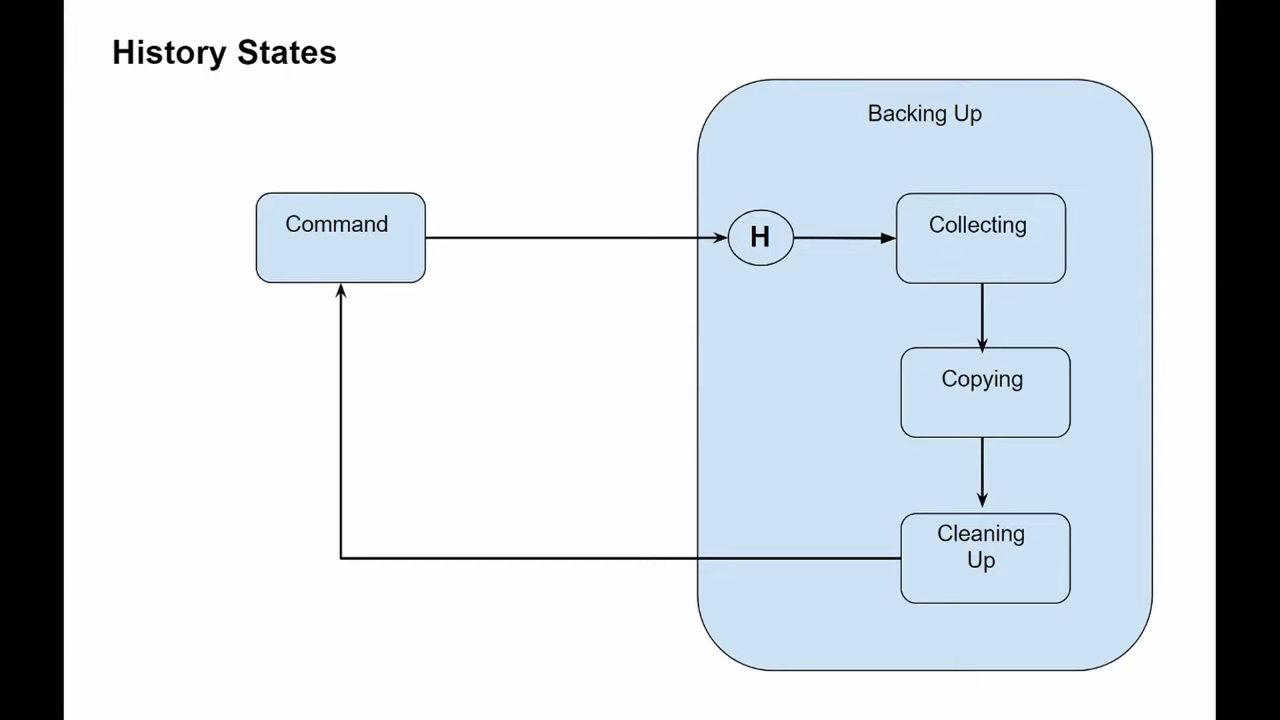 History States
Backing Up
Command
H
Collecting
Copying
Cleaning
Up